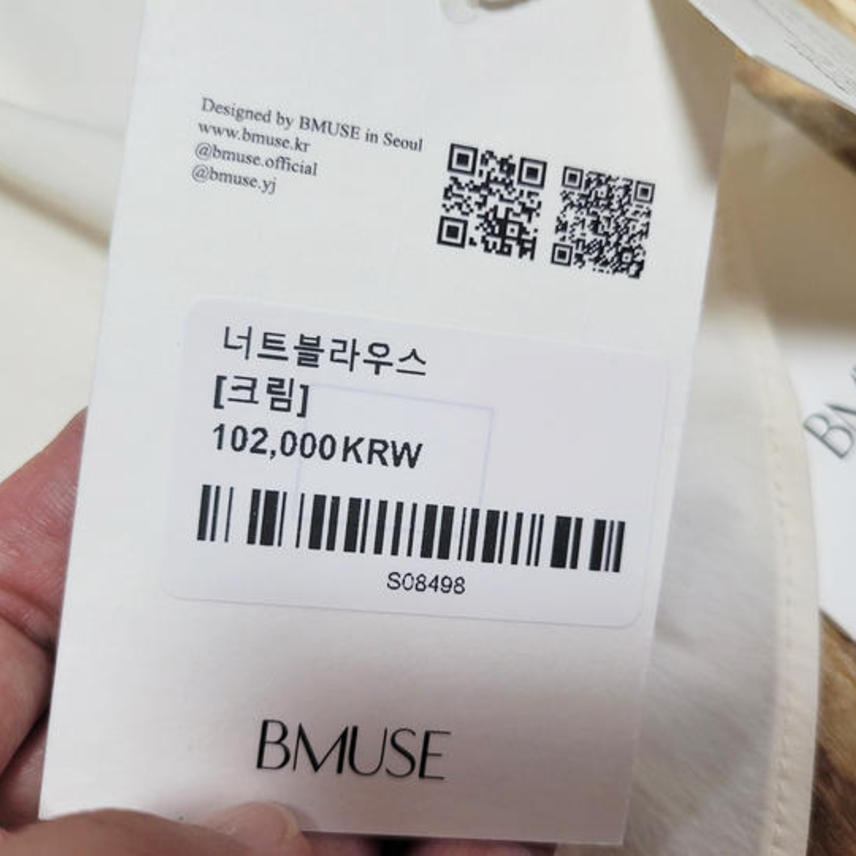 Designed by BMUSE in Seoul
www.bmuse.kr
@bmuse.official
@bmuse.yj
너트블라우스
[크림]
102,000KRW
S08498
BMUSE
BM